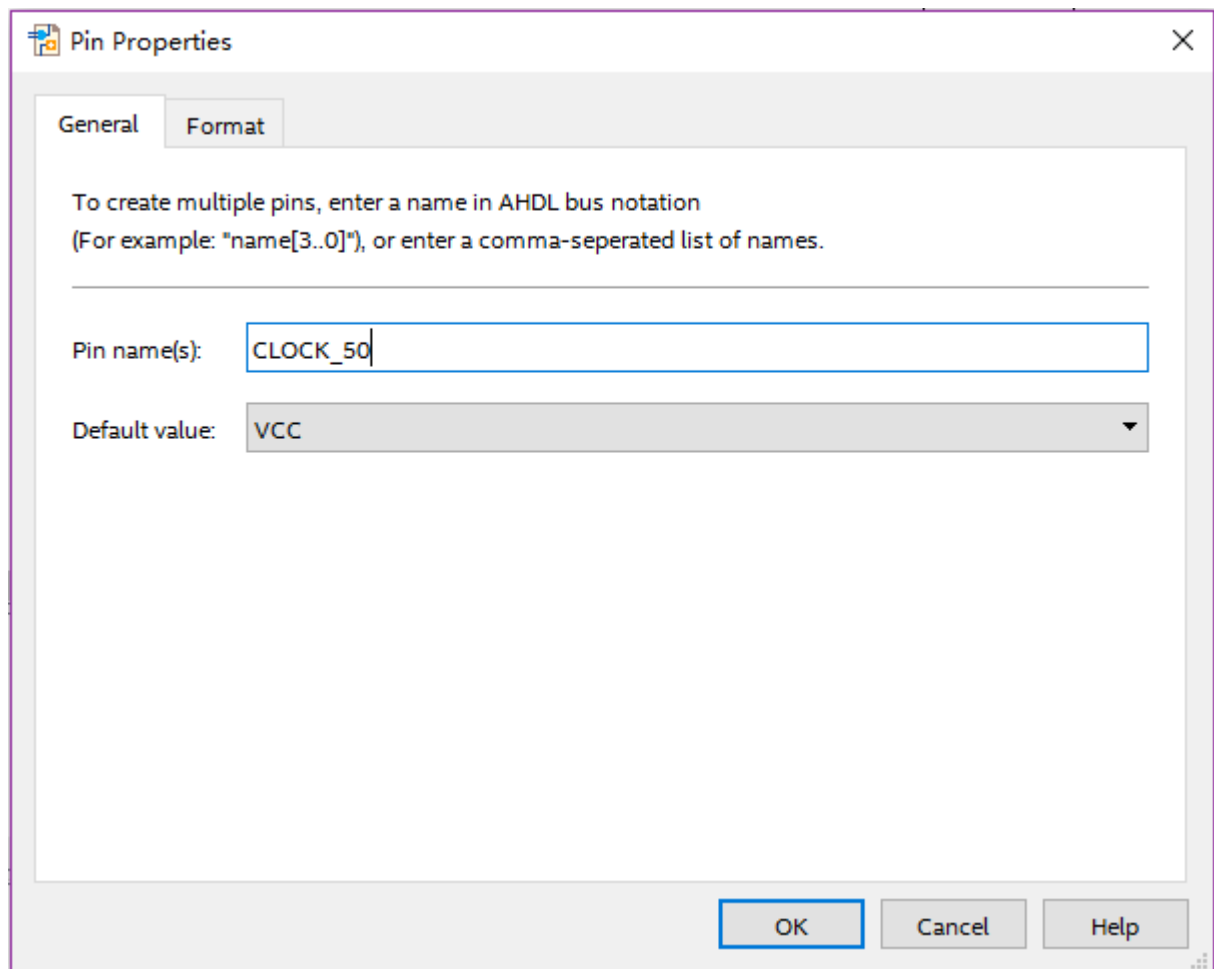 Pin Properties
General
Format
To create multiple pins, enter a name in AHDL bus notation
(For example: "name[3..0]"), or enter a comma-seperated list of names.
Pin name(s):
CLOCK_50
Default value:
VCC
OK
Cancel
Help